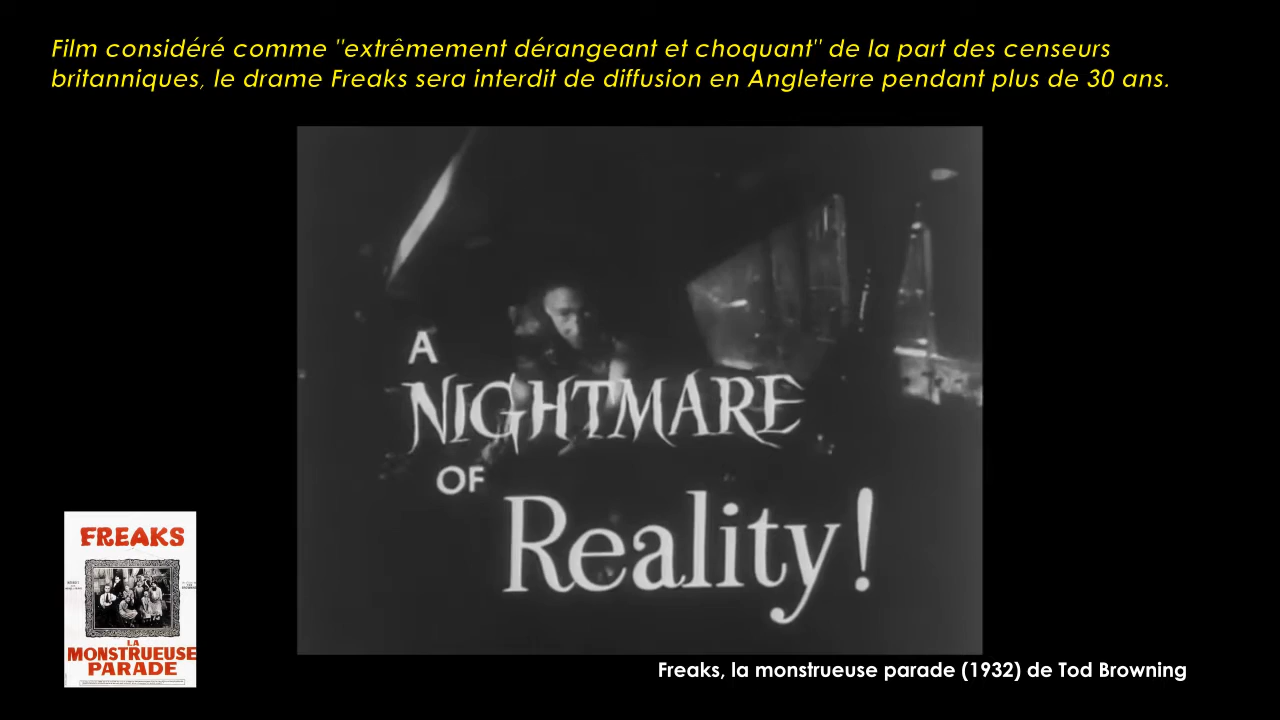 Film considéré comme "extrêmement dérangeant et choquant" de la part des censeurs
britanniques, le drame Freaks sera interdit de diffusion en Angleterre pendant plus de 30 ans.
A
NIGHTMARE
OF
Reality!
FREAKS
LA
MONSTRUEUSE
PARADE
Freaks, la monstrueuse parade (1932) de Tod Browning